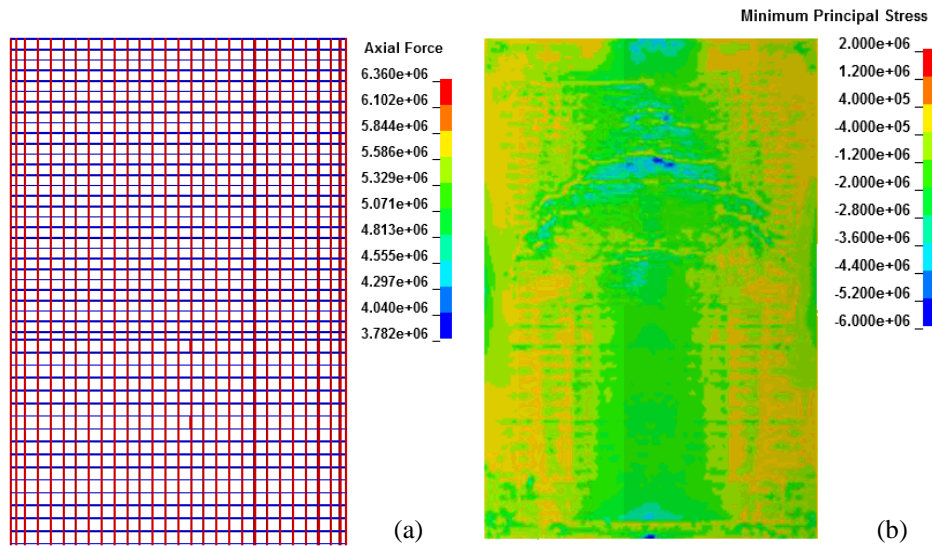 Axial Force
6.360e+06
6.102e+06
5.844e+06
5.586e+06
5.329e+06
5.071e+06
4.813e+06
4.555e+06
4.297e+06
4.040e+06
3.782e+06
(a)
Minimum Principal Stress
2.000e+06
1.200e+06
4.000e+05
-4.000e+05
-1.200e+06
-2.000e+06
-2.800e+06
-3.600e+06
-4.400e+06
-5.200e+06
-6.000e+06
(b)